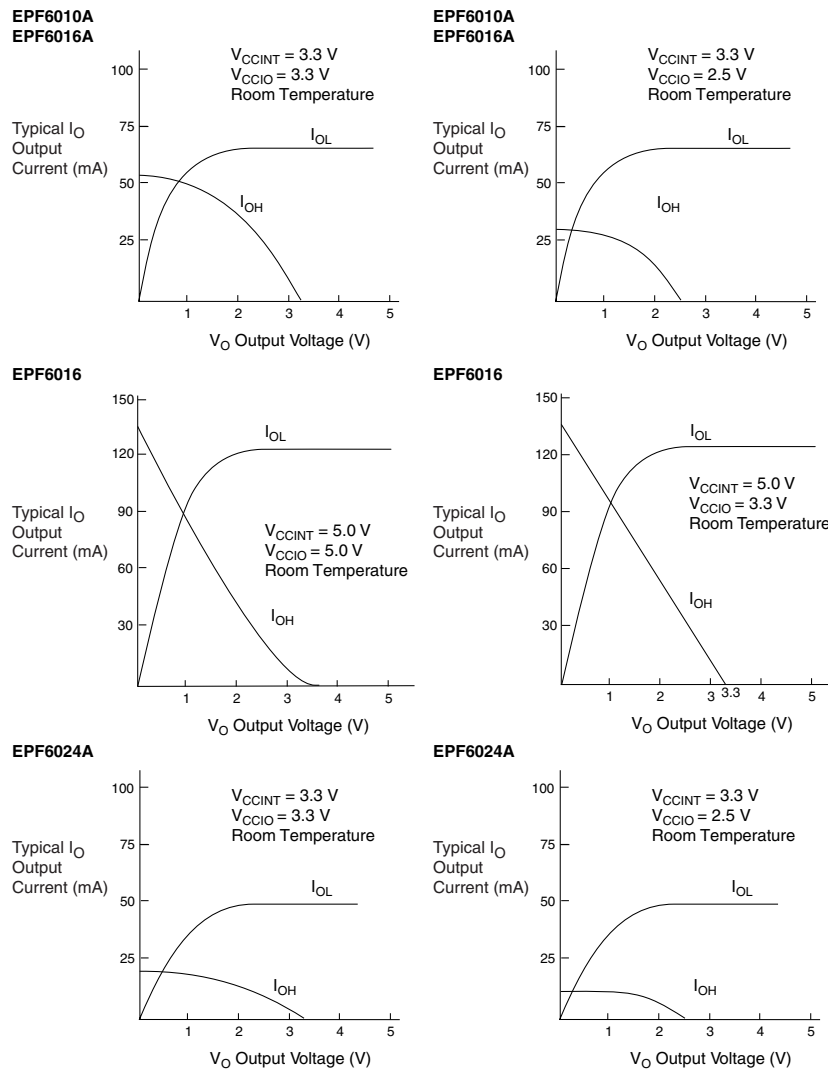 EPF6010A
EPF6016A
VCCINT = 3.3 V
VCCIO = 3.3 V
Room Temperature
Typical IO
Output
Current (mA)
100
75
50
25
IOL
IOH
1 2 3 4 5
VO Output Voltage (V)
EPF6010A
EPF6016A
VCCINT = 3.3 V
VCCIO = 2.5 V
Room Temperature
Typical IO
Output
Current (mA)
100
75
50
25
IOL
IOH
1 2 3 4 5
VO Output Voltage (V)
EPF6016
150
120
90
60
30
Typical IO
Output
Current (mA)
IOL
VCCINT = 5.0 V
VCCIO = 5.0 V
Room Temperature
IOH
1 2 3 4 5
VO Output Voltage (V)
EPF6016
150
120
90
60
30
Typical IO
Output
Current (mA)
IOL
VCCINT = 5.0 V
VCCIO = 3.3 V
Room Temperature
IOH
1 2 3 3.3 4 5
VO Output Voltage (V)
EPF6024A
VCCINT = 3.3 V
VCCIO = 3.3 V
Room Temperature
Typical IO
Output
Current (mA)
100
75
50
25
IOL
IOH
1 2 3 4 5
VO Output Voltage (V)
EPF6024A
VCCINT = 3.3 V
VCCIO = 2.5 V
Room Temperature
Typical IO
Output
Current (mA)
100
75
50
25
IOL
IOH
1 2 3 4 5
VO Output Voltage (V)